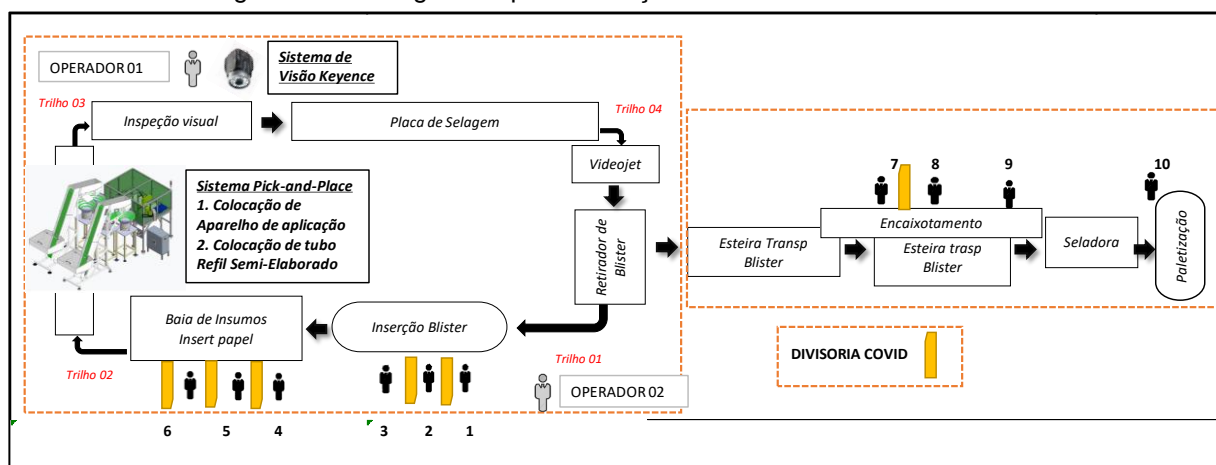 OPERADOR 01
Sistema de
Visão Keyence
Trilho 03
Inspeção visual
Placa de Selagem
Trilho 04
Videojet
Sistema Pick-and-Place
1. Colocação de
Aparelho de aplicação
2. Colocação de tubo
Refil Semi-Elaborado
Retirador de
Blister
Baia de Insumos
Insert papel
Inserção Blister
Trilho 02
Trilho 01
OPERADOR 02
6
5
4
3
2
1
7
8
9
10
Encaixotamento
Esteira Transp
Blister
Esteira trasp
Blister
Seladora
Paletização
DIVISORIA COVID